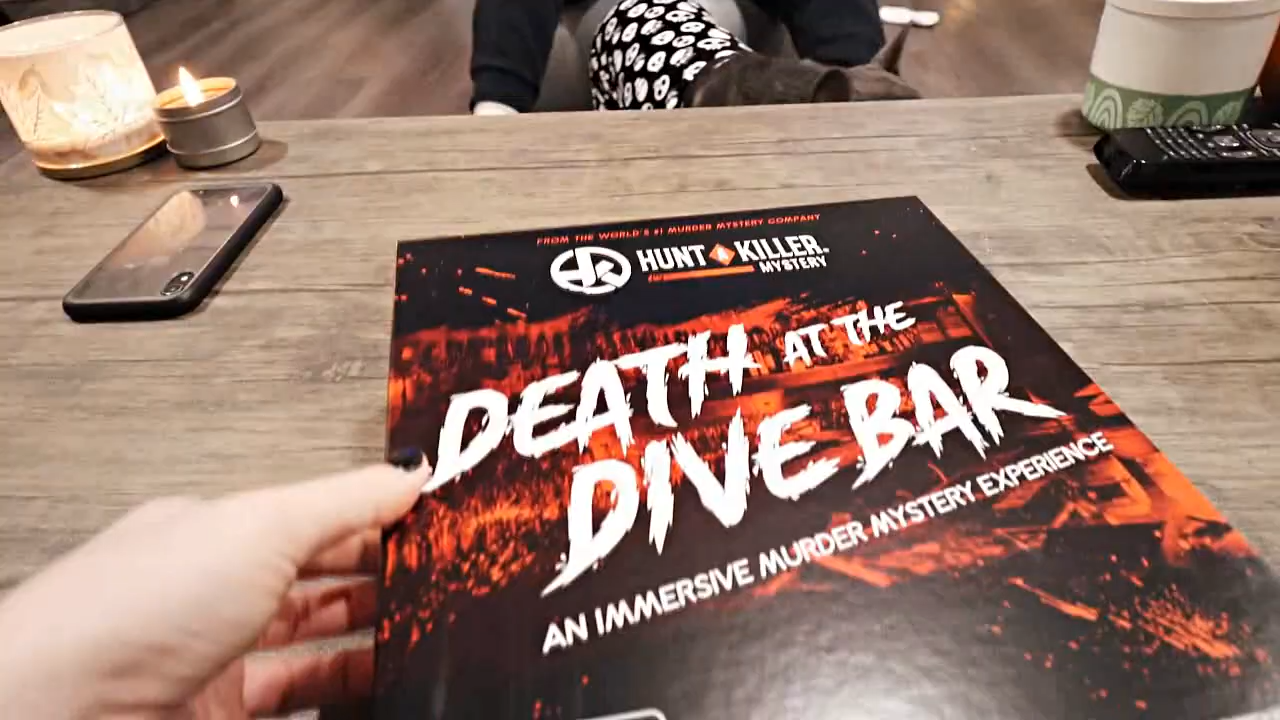 FROM THE WORLD'S #1 MURDER MYSTERY COMPANY
HUNT A KILLER.
MYSTERY
DEATH AT THE
DIVE BAR
AN IMMERSIVE MURDER MYSTERY EXPERIENCE